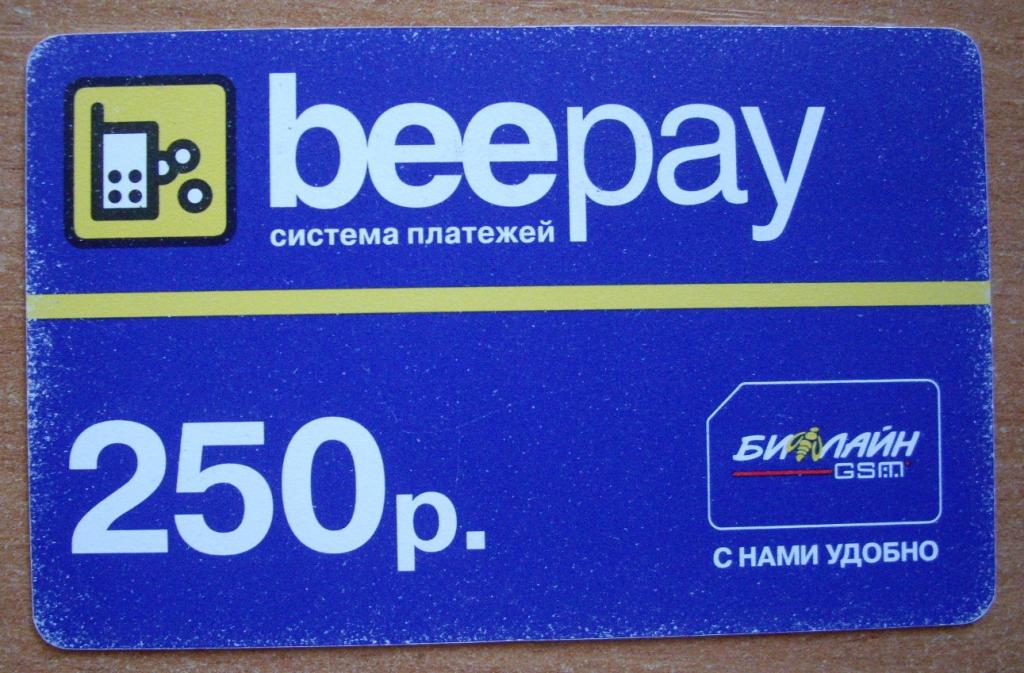 beepay
система платежей
250р.
БИЛАЙН
GSM
С НАМИ УДОБНО